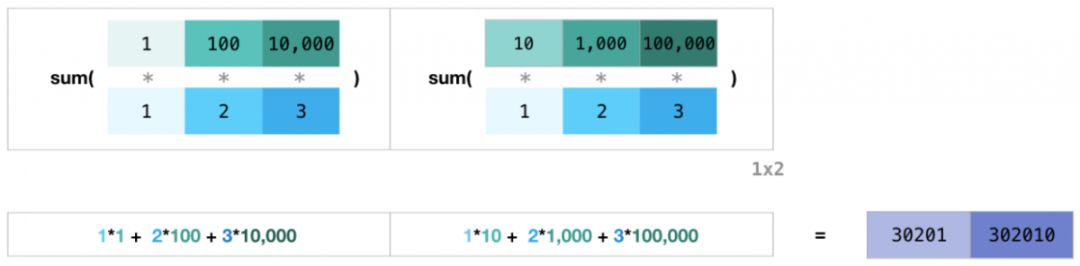 1 100 10,000 10 1,000 100,000
sum( * * * ) sum( * * * )
1 2 3 1 2 3
1x2
1*1 + 2*100 + 3*10,000 1*10 + 2*1,000 + 3*100,000 = 30201 302010